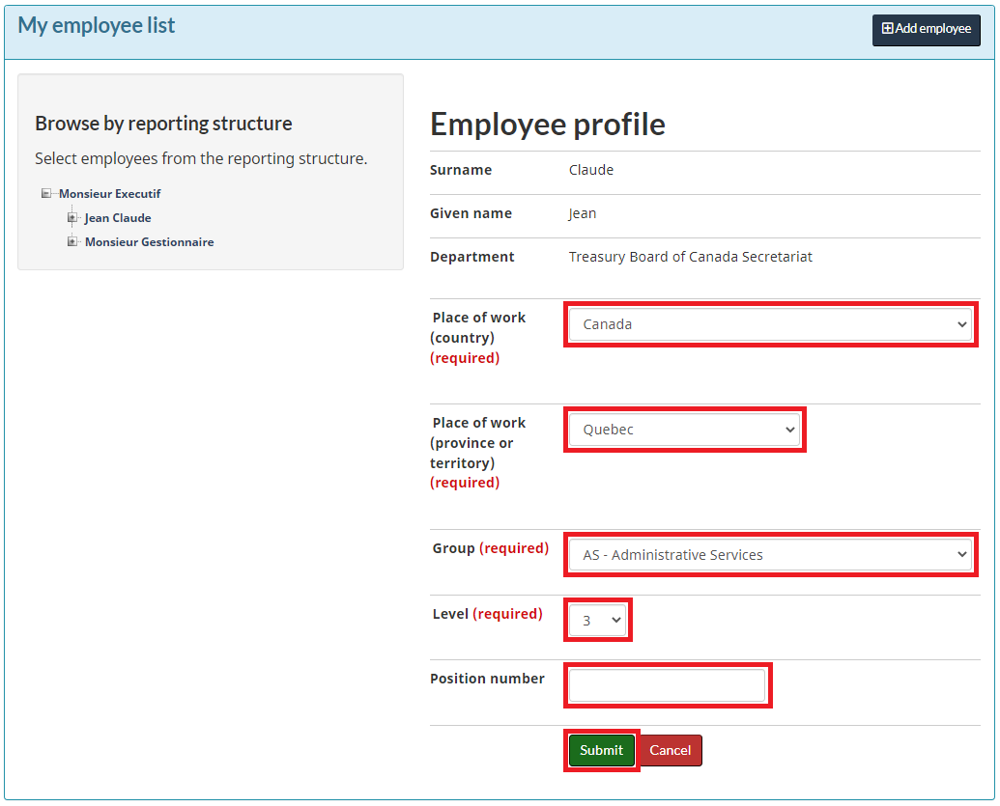 My employee list
Add employee
Browse by reporting structure
Select employees from the reporting structure.
Monsieur Executif
Jean Claude
Monsieur Gestionnaire
Employee profile
Surname Claude
Given name Jean
Department Treasury Board of Canada Secretariat
Place of work
(country)
(required)
Canada
Place of work
(province or
territory)
(required)
Quebec
Group (required) AS - Administrative Services
Level (required) 3
Position number
Submit Cancel